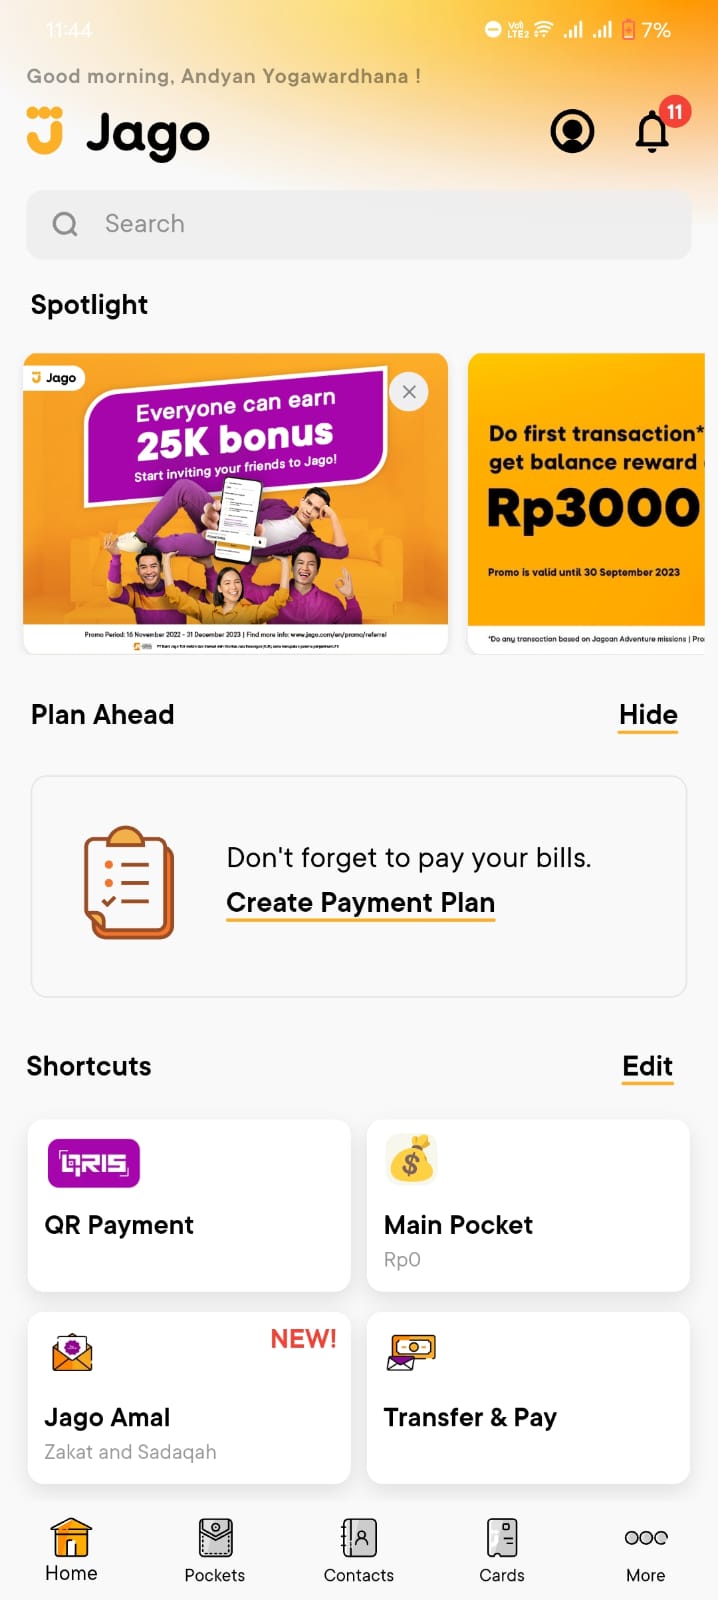 11:44
Vo)) LTE2
7%
Good morning, Andyan Yogawardhana !
Jago
11
Search
Spotlight
Jago
Everyone can earn
25K bonus
Start inviting your friends to Jago!
Promo Period: 16 November 2022 - 31 December 2023 | Find more info: www.jago.com/en/promo/referral
Do first transaction*
get balance reward
Rp3000
Promo is valid until 30 September 2023
*Do any transaction based on Jagoan Adventure missions | Pro
Plan Ahead
Hide
Don't forget to pay your bills.
Create Payment Plan
Shortcuts
Edit
QRIS
QR Payment
Main Pocket
Rp0
NEW!
Jago Amal
Zakat and Sadaqah
Transfer & Pay
Home
Pockets
Contacts
Cards
More